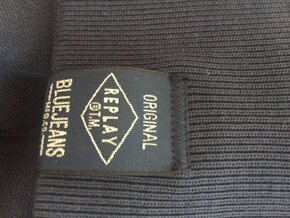 ORIGINAL
REPLAY
@T.M.
BLUE JEANS